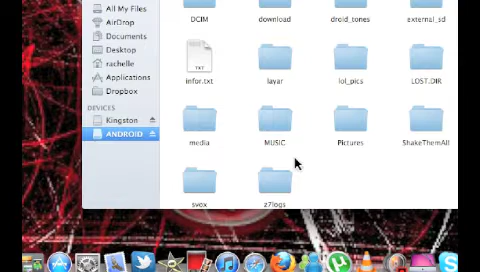 All My Files
AirDrop
Documents
Desktop
rachelle
Applications
Dropbox
DEVICES
Kingston
ANDROID
DCIM download droid_tones external_sd
TXT
infor.txt layar lol_pics LOST.DIR
media MUSIC Pictures ShakeThemAll
svox z7logs